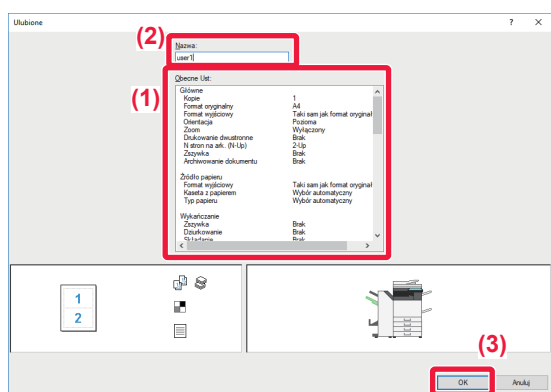 Ulubione ? ×
(2)
Nazwa:
user1
(1)
Obecne Ust:
Główne
Kopie 1
Format oryginalny A4
Format wyjściowy Taki sam jak format oryginał
Orientacja Pozioma
Zoom Wyłączony
Drukowanie dwustronne Brak
N stron na ark. (N-Up) 2-Up
Zszywka Brak
Archiwowanie dokumentu Brak
Źródło papieru
Format wyjściowy Taki sam jak format oryginał
Kaseta z papierem Wybór automatyczny
Typ papieru Wybór automatyczny
Wykańczanie
Zszywka Brak
Dziurkowanie Brak
Składanie Brak
1
2
(3)
OK Anuluj